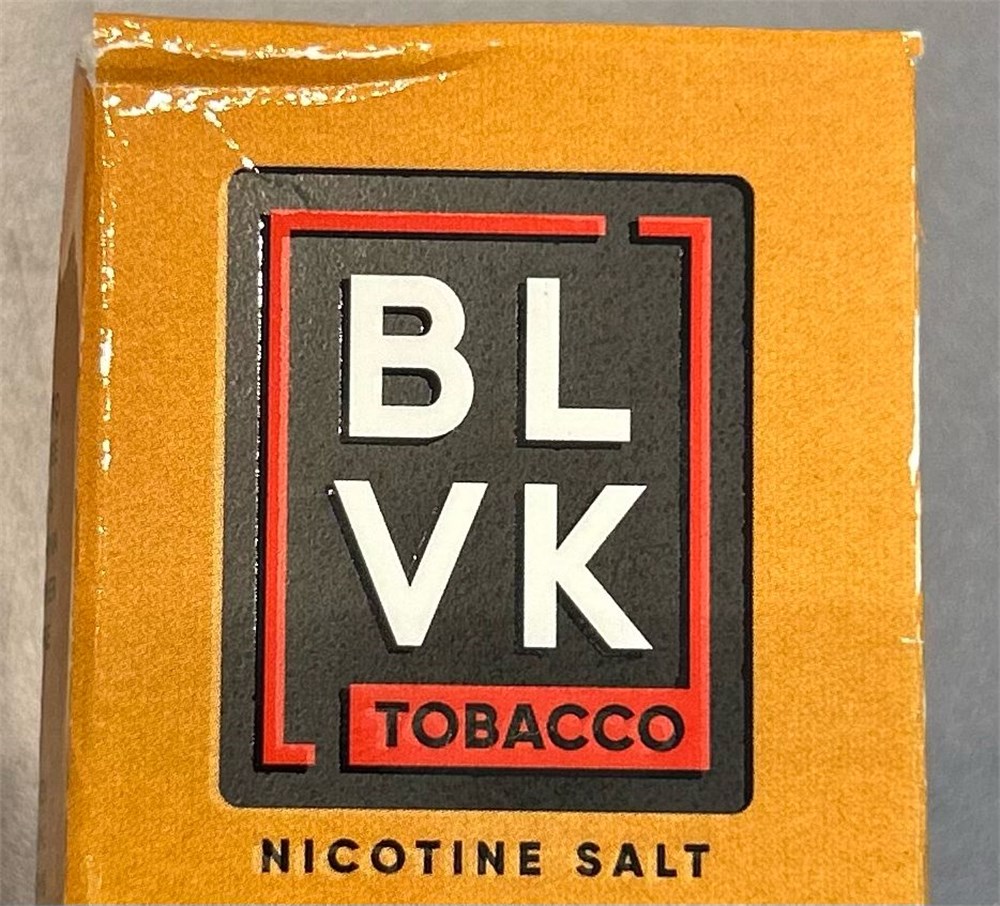 BL
VK
TOBACCO
NICOTINE SALT